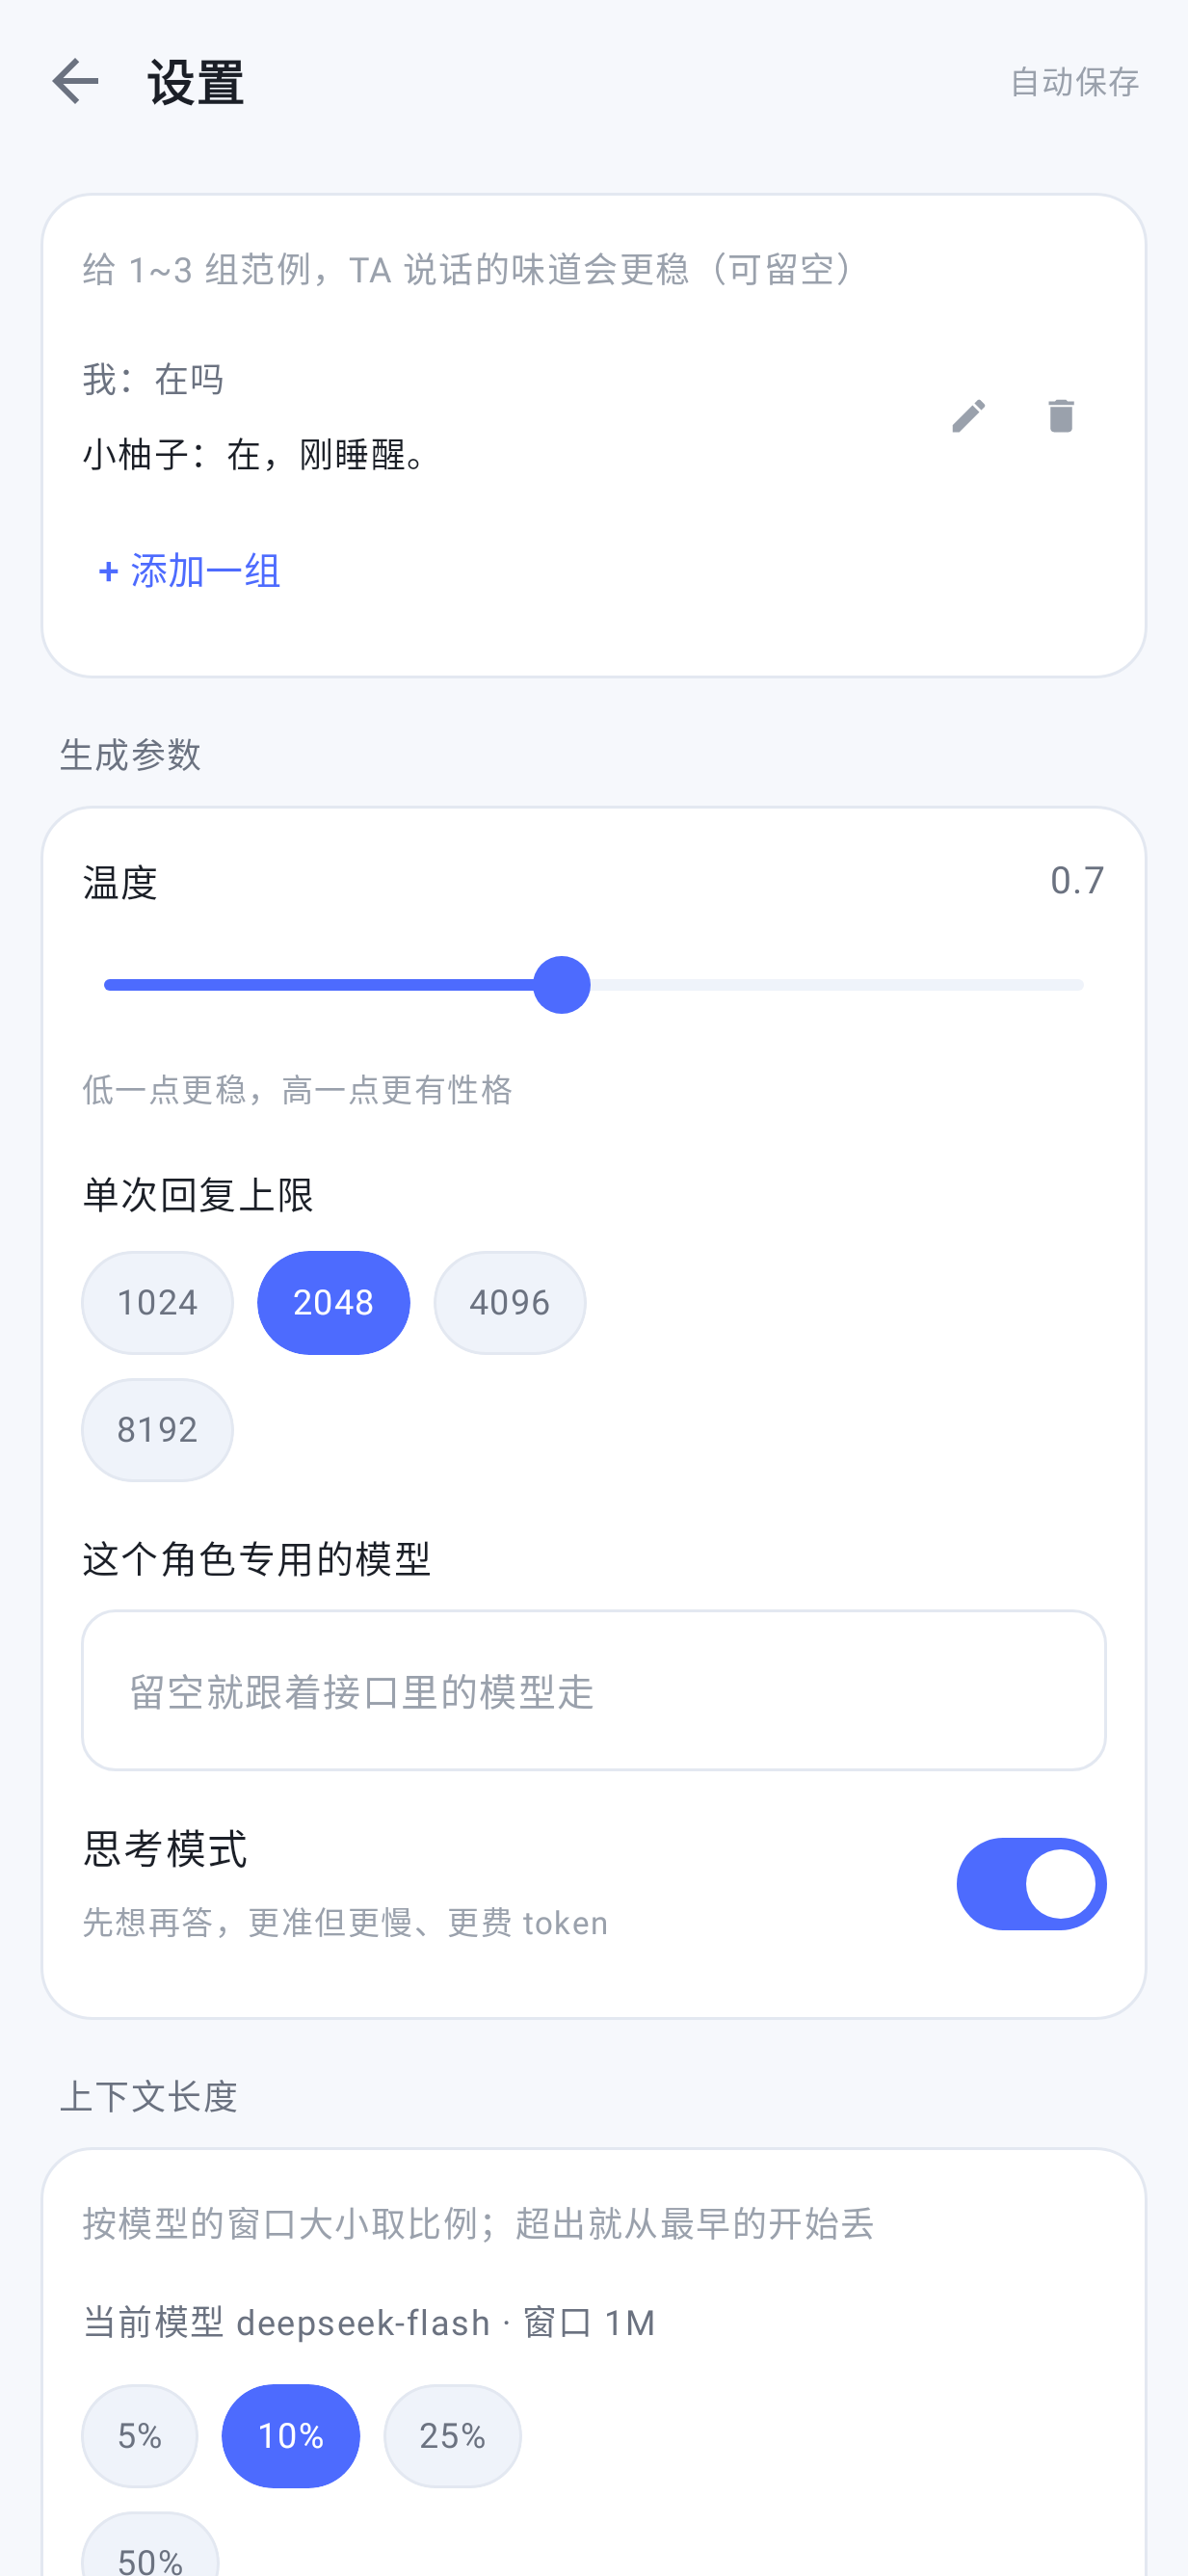 设置
自动保存
给 1~3 组范例，TA 说话的味道会更稳（可留空）
我：在吗
小柚子：在，刚睡醒。
+ 添加一组
生成参数
温度
0.7
低一点更稳，高一点更有性格
单次回复上限
1024
2048
4096
8192
这个角色专用的模型
留空就跟着接口里的模型走
思考模式
先想再答，更准但更慢、更费 token
上下文长度
按模型的窗口大小取比例；超出就从最早的开始丢
当前模型 deepseek-flash · 窗口 1M
5%
10%
25%
50%